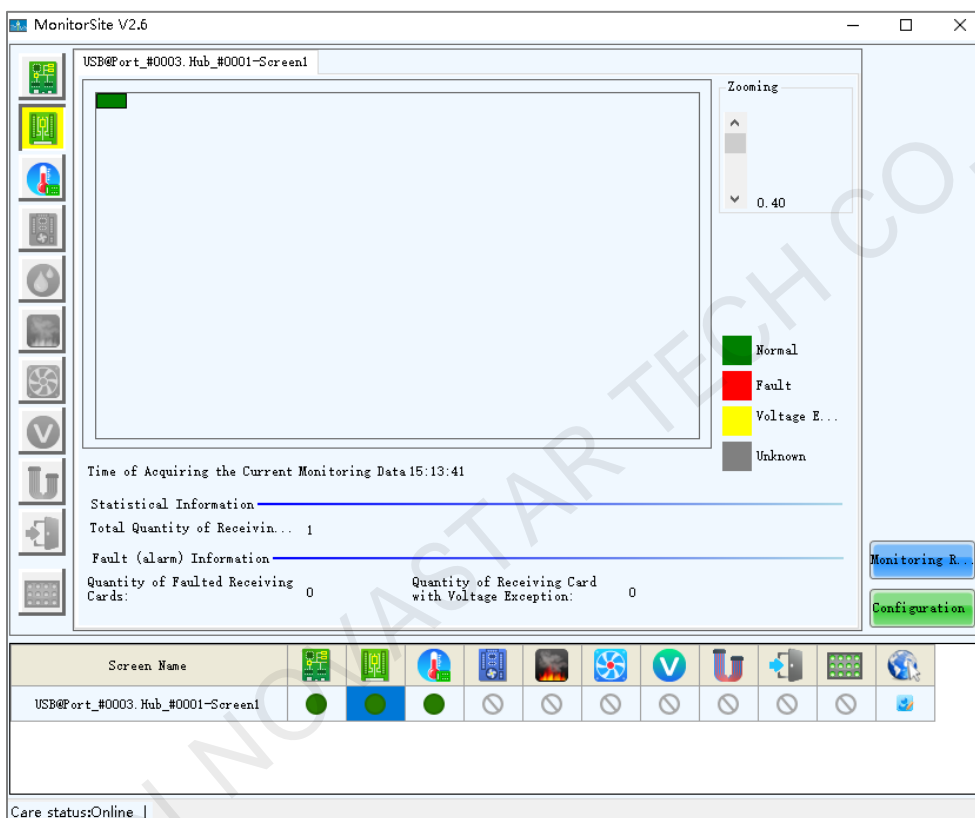 MonitorSite V2.6
USB@Port_#0003.Hub_#0001-Screen1
Zooming
0.40
Normal
Fault
Voltage E...
Unknown
Time of Acquiring the Current Monitoring Data 15:13:41
Statistical Information
Total Quantity of Receivin... 1
Fault (alarm) Information
Quantity of Faulted Receiving
Cards: 0
Quantity of Receiving Card
with Voltage Exception: 0
Monitoring R...
Configuration
Screen Name
USB@Port_#0003.Hub_#0001-Screen1
Care status:Online |
NOVASTAR TECH CO.